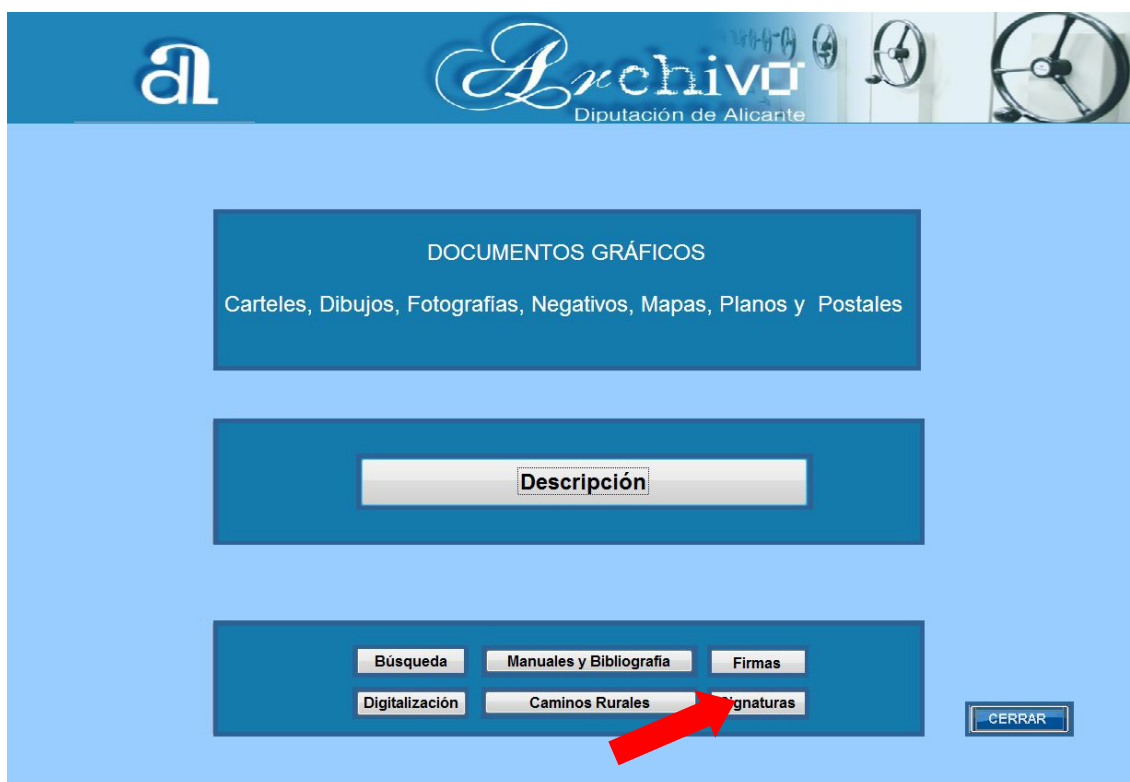 al
Archivo
Diputación de Alicante
DOCUMENTOS GRÁFICOS
Carteles, Dibujos, Fotografías, Negativos, Mapas, Planos y Postales
Descripción
Búsqueda Manuales y Bibliografía Firmas
Digitalización Caminos Rurales Signaturas
CERRAR